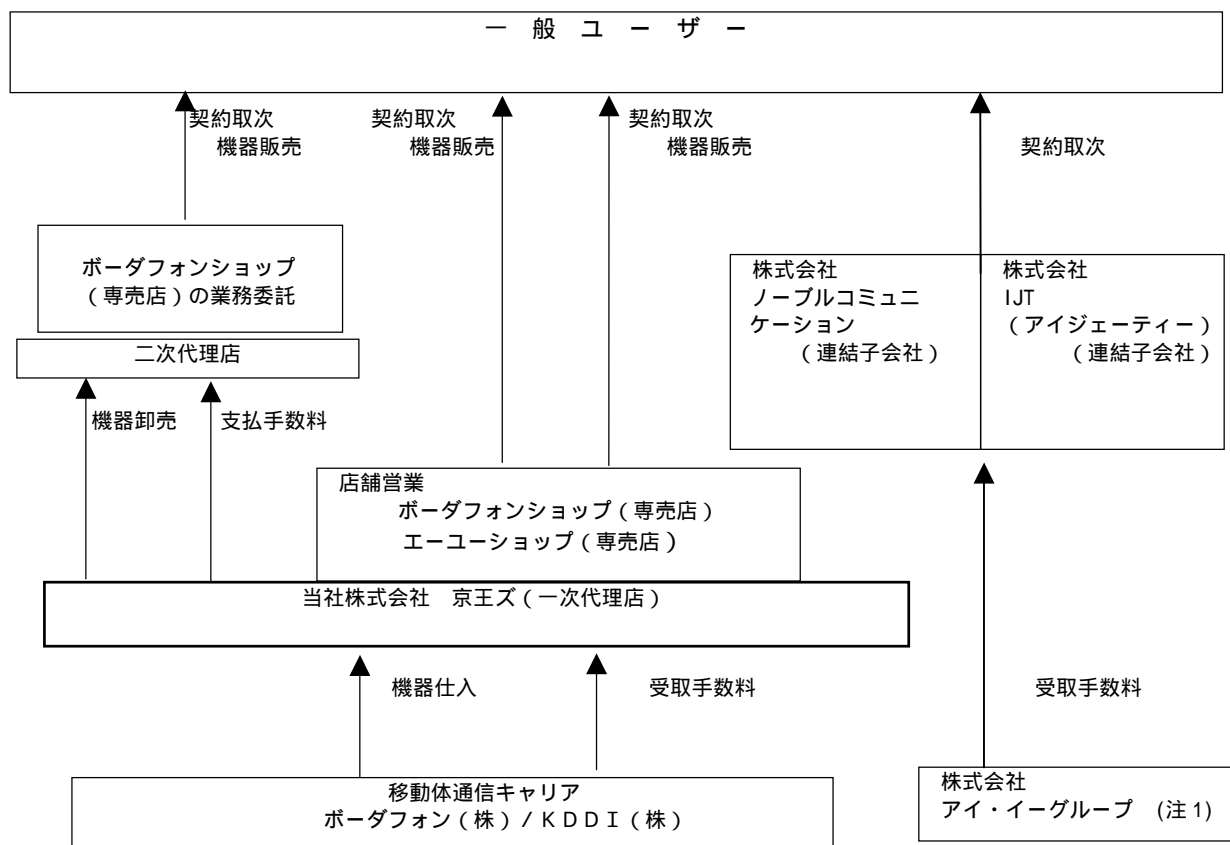 一 般 ユ ー ザ ー
契約取次
機器販売
契約取次
機器販売
契約取次
機器販売
契約取次
ボーダフォンショップ
（専売店）の業務委託
二次代理店
機器卸売
支払手数料
株式会社
ノーブルコミュニ
ケーション
（連結子会社）
株式会社
IJT
（アイジェーティー）
（連結子会社）
店舗営業
ボーダフォンショップ（専売店）
エーユーショップ（専売店）
当社株式会社　京王ズ（一次代理店）
機器仕入
受取手数料
受取手数料
移動体通信キャリア
ボーダフォン（株）/ＫＤＤＩ（株）
株式会社
アイ・イーグループ　(注1)